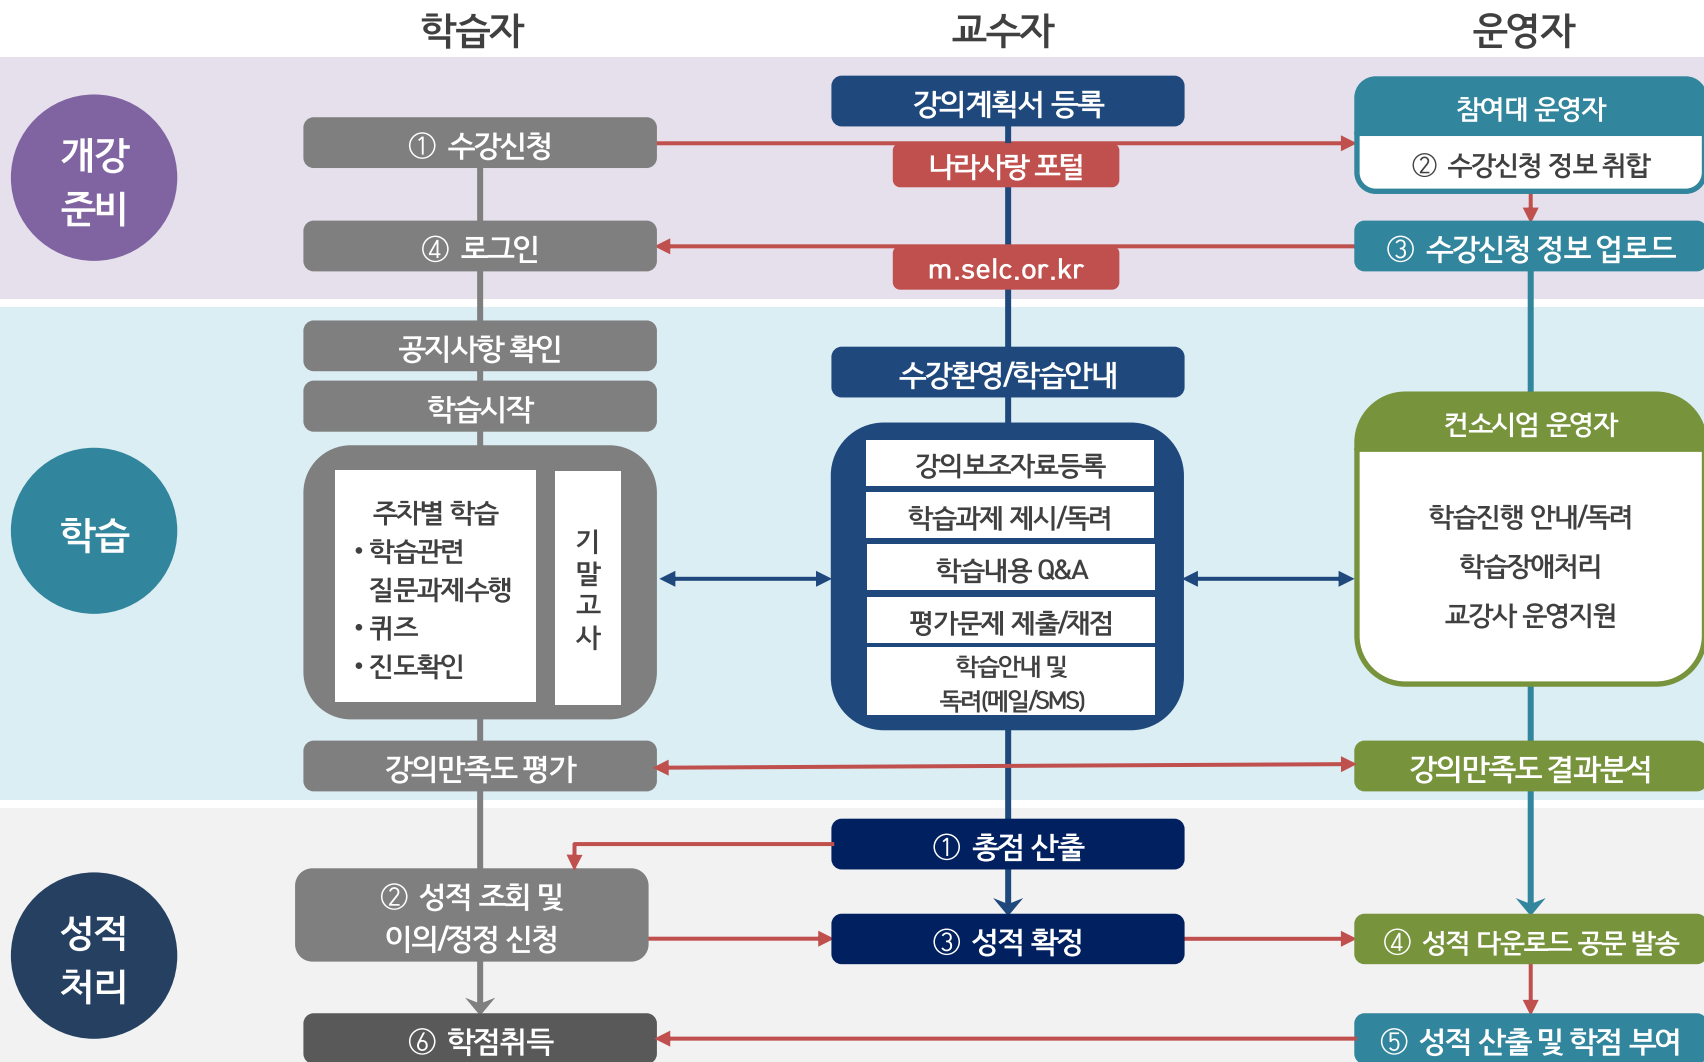 학습자
교수자
운영자
개강
준비
강의계획서 등록
참여대 운영자
① 수강신청
나라사랑 포털
② 수강신청 정보 취합
④ 로그인
m.selc.or.kr
③ 수강신청 정보 업로드
학습
공지사항 확인
학습시작
수강환영/학습안내
주차별 학습
• 학습관련
질문과제수행
• 퀴즈
• 진도확인
기
말
고
사
강의보조자료등록
학습과제 제시/독려
학습내용 Q&A
평가문제 제출/채점
학습안내 및
독려(메일/SMS)
컨소시엄 운영자
학습진행 안내/독려
학습장애처리
교강사 운영지원
강의만족도 평가
강의만족도 결과분석
성적
처리
① 총점 산출
② 성적 조회 및
이의/정정 신청
③ 성적 확정
④ 성적 다운로드 공문 발송
⑥ 학점취득
⑤ 성적 산출 및 학점 부여